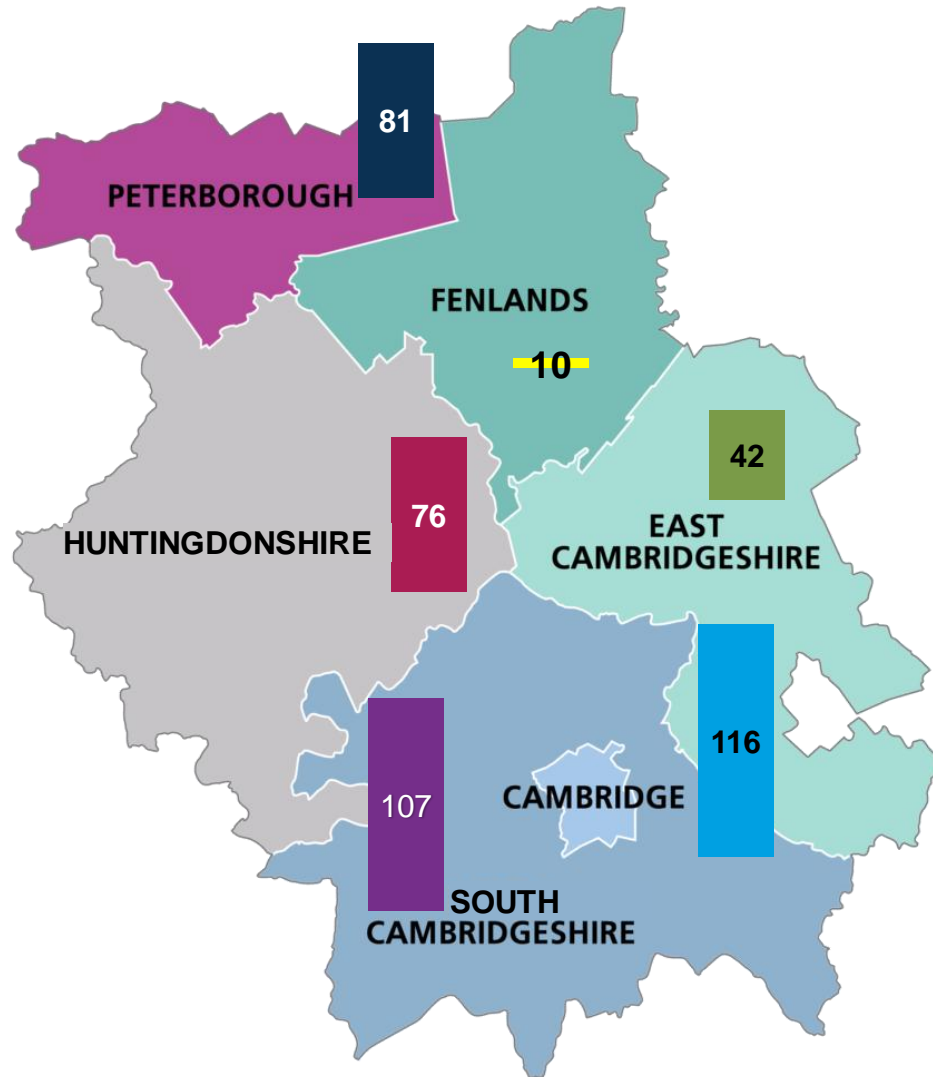 81
PETERBOROUGH
FENLANDS
10
42
EAST
CAMBRIDGESHIRE
76
HUNTINGDONSHIRE
116
CAMBRIDGE
107
SOUTH
CAMBRIDGESHIRE